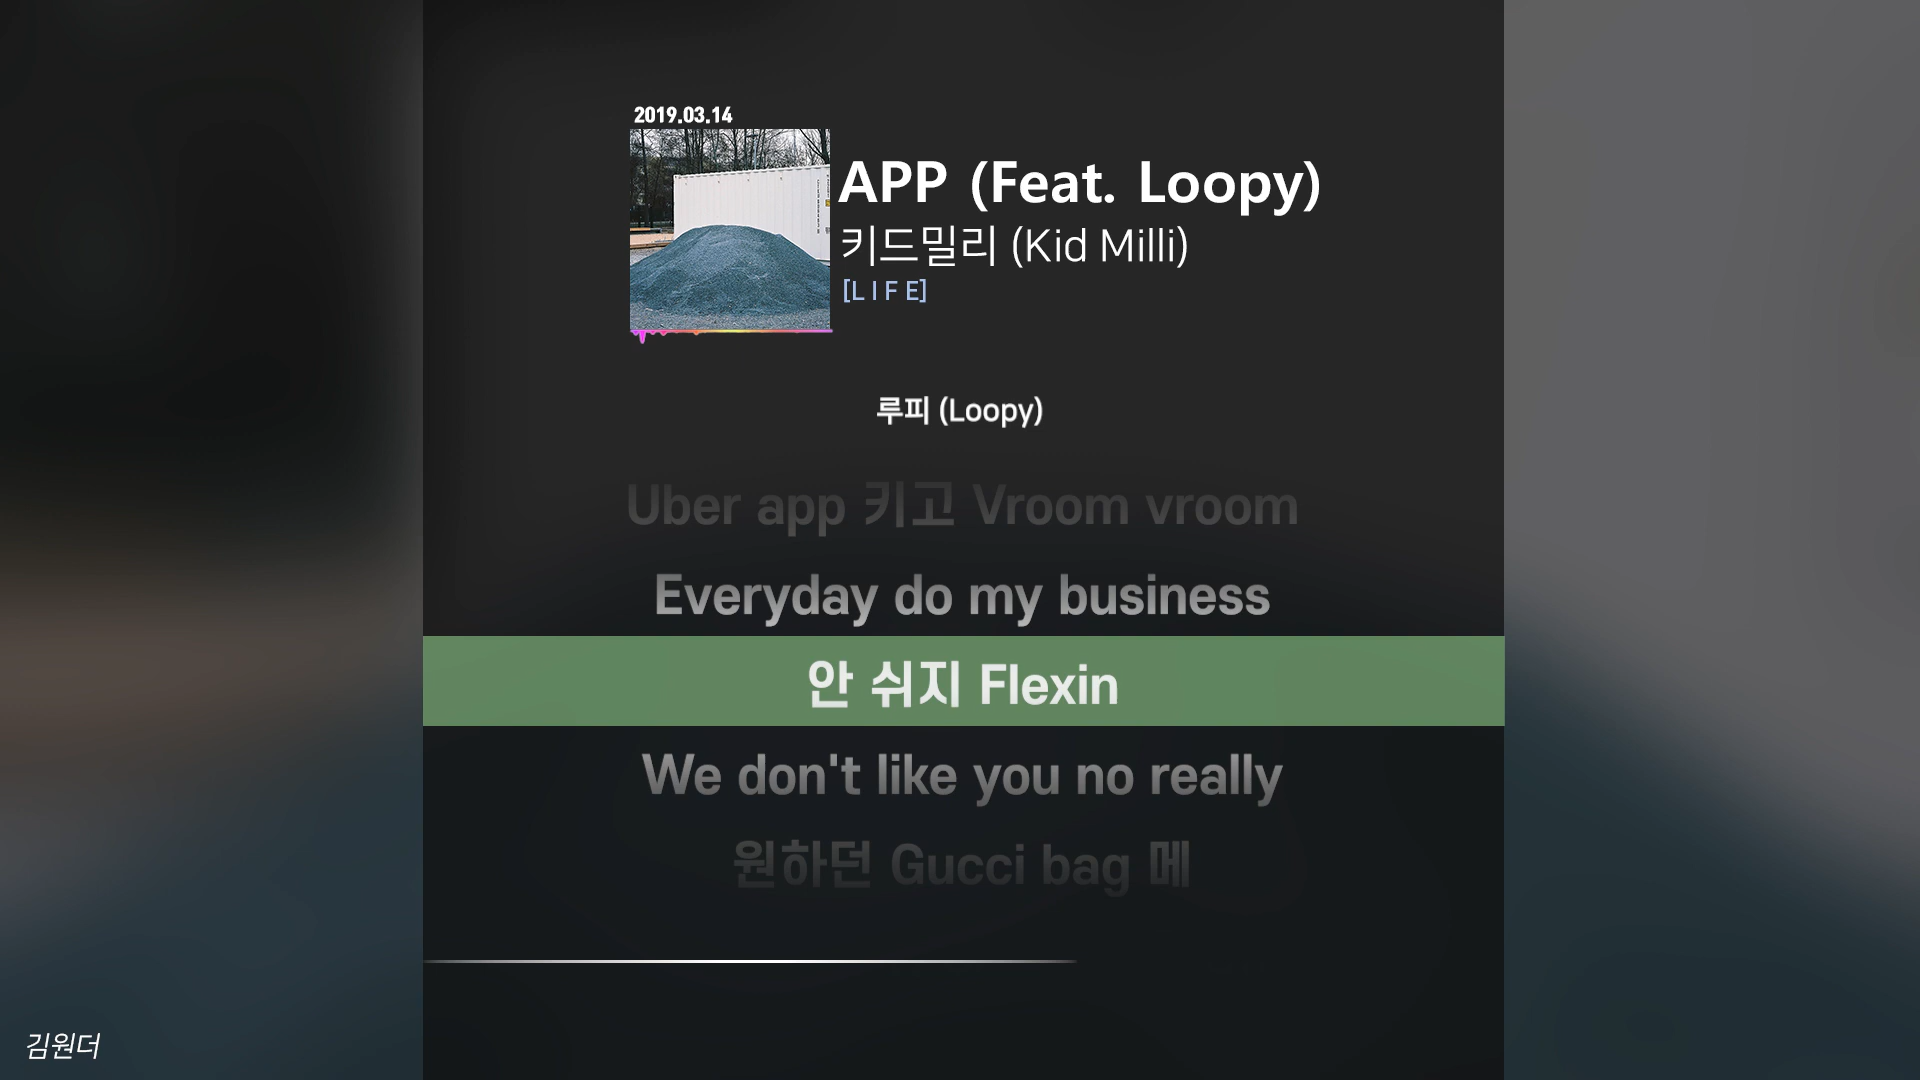 2019.03.14
APP (Feat. Loopy)
키드밀리 (Kid Milli)
[L I F E]
루피 (Loopy)
Uber app 키고 Vroom vroom
Everyday do my business
안 쉬지 Flexin
We don't like you no really
원하던 Gucci bag 메
김원더